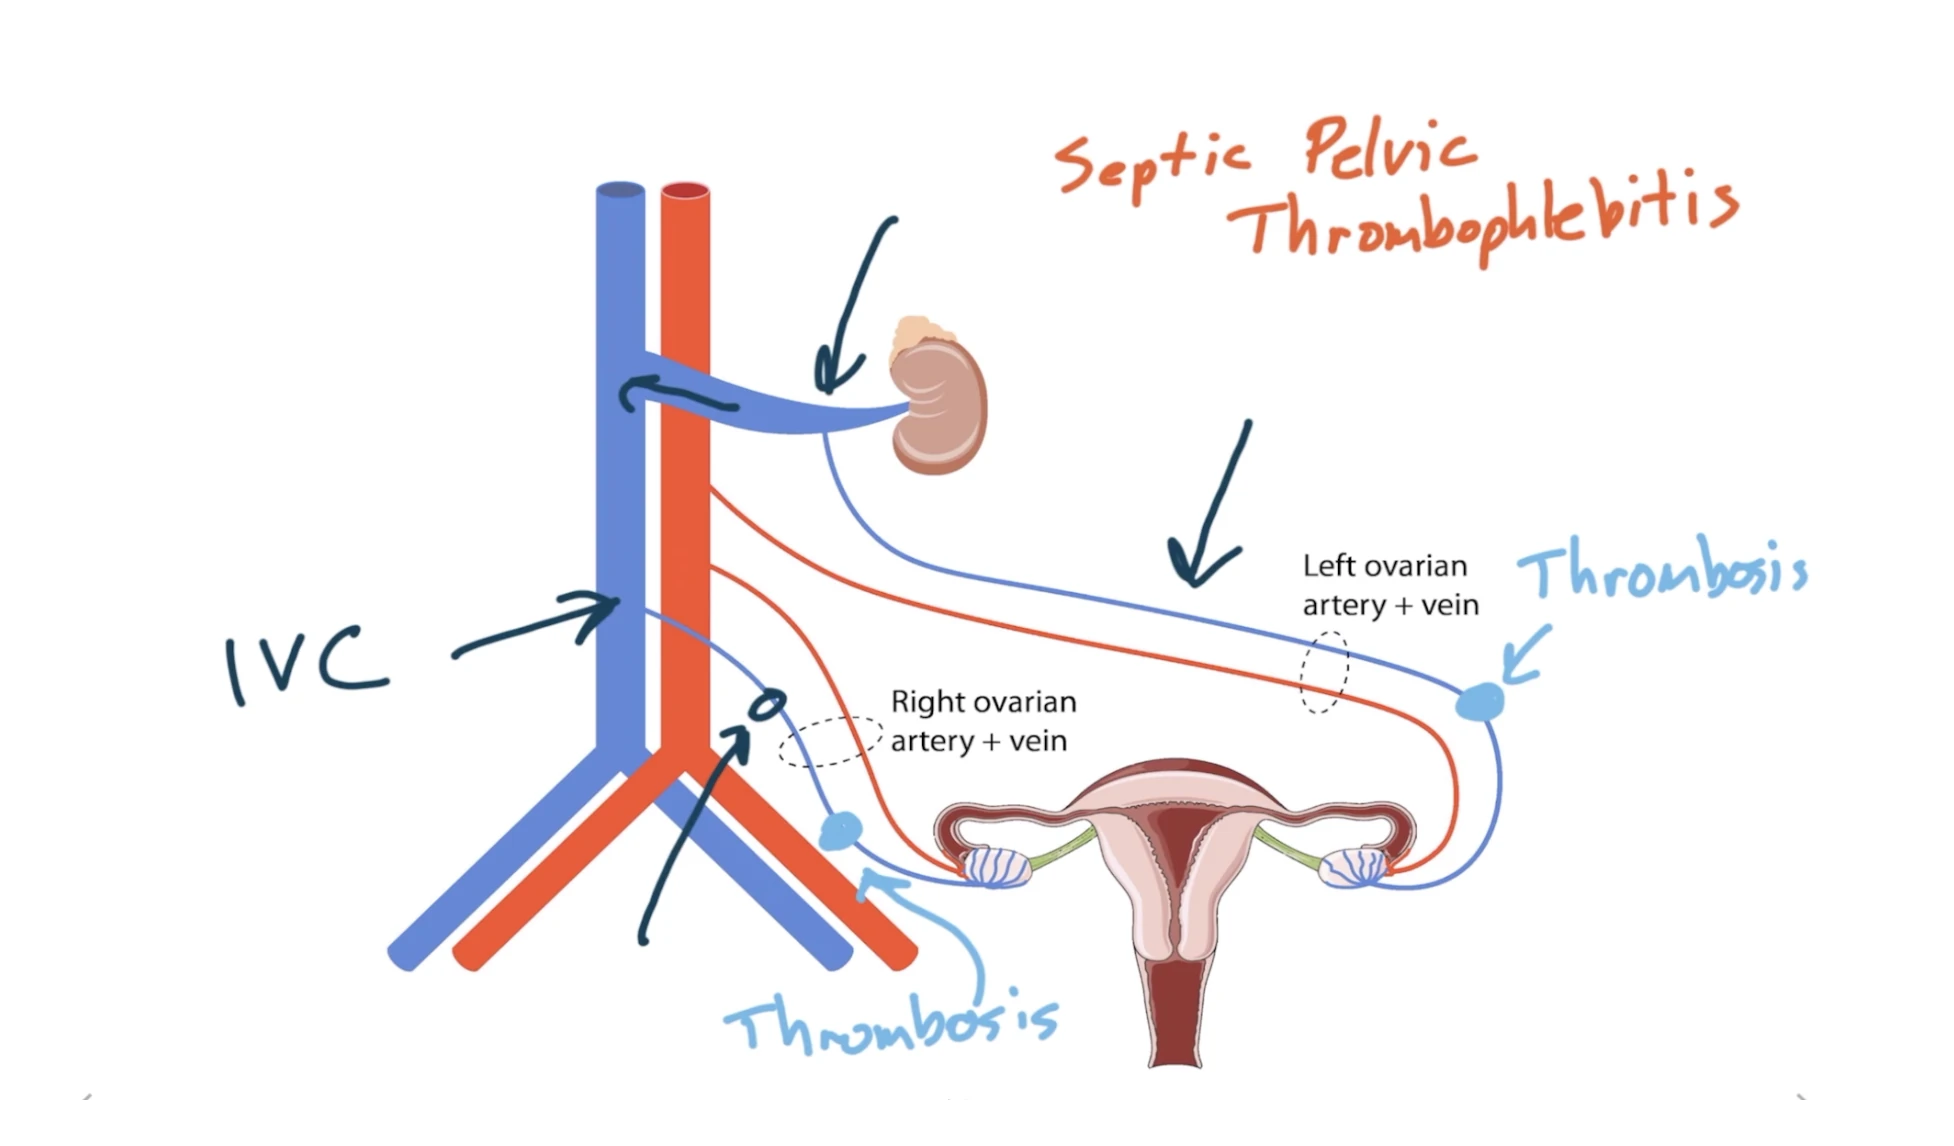 Septic Pelvic
Thrombophlebitis
Left ovarian
artery + vein
Thrombosis
IVC
Right ovarian
artery + vein
Thrombosis